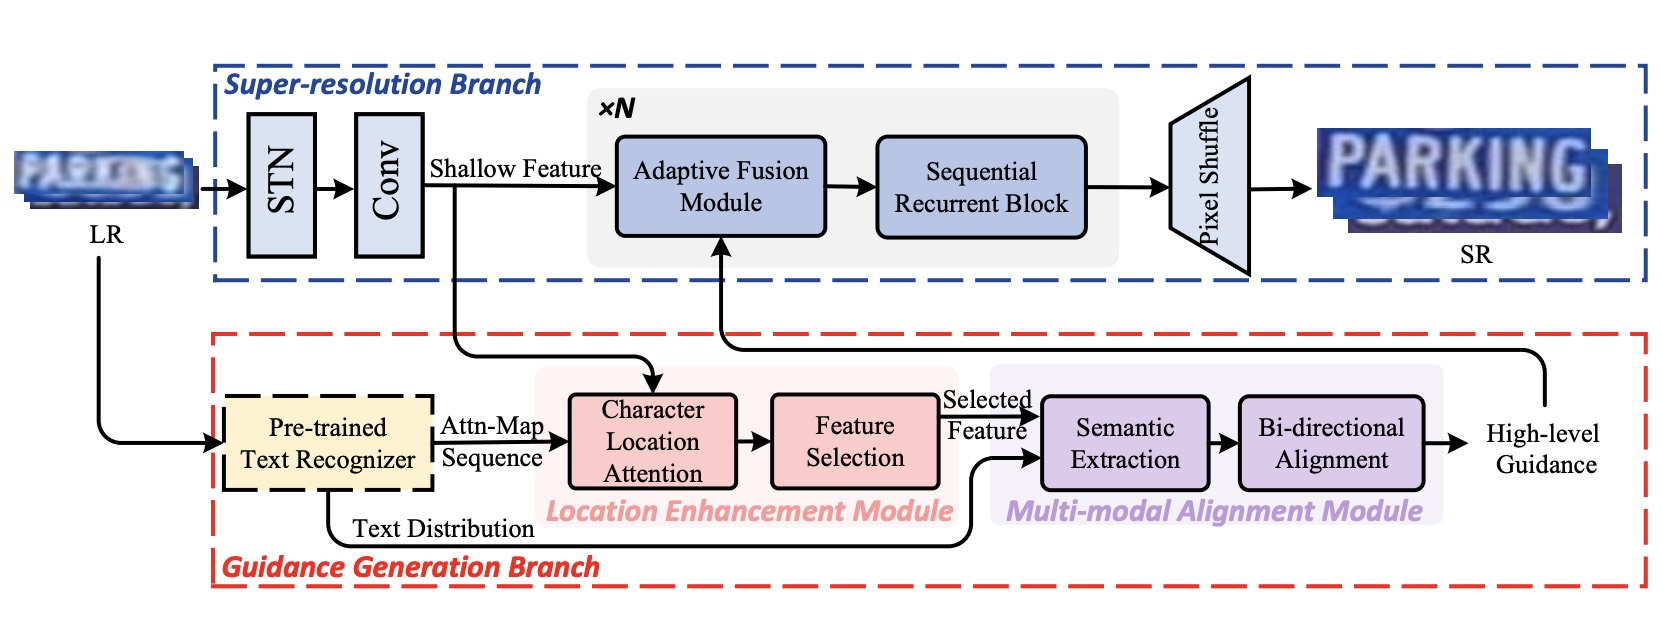 Super-resolution Branch
×N
STN
Conv
Shallow Feature
Adaptive Fusion
Module
Sequential
Recurrent Block
Pixel Shuffle
PARKING
LR
PARKING
SR
Pre-trained
Text Recognizer
Attn-Map
Sequence
Character
Location
Attention
Feature
Selection
Selected
Feature
Semantic
Extraction
Bi-directional
Alignment
High-level
Guidance
Location Enhancement Module
Multi-modal Alignment Module
Text Distribution
Guidance Generation Branch